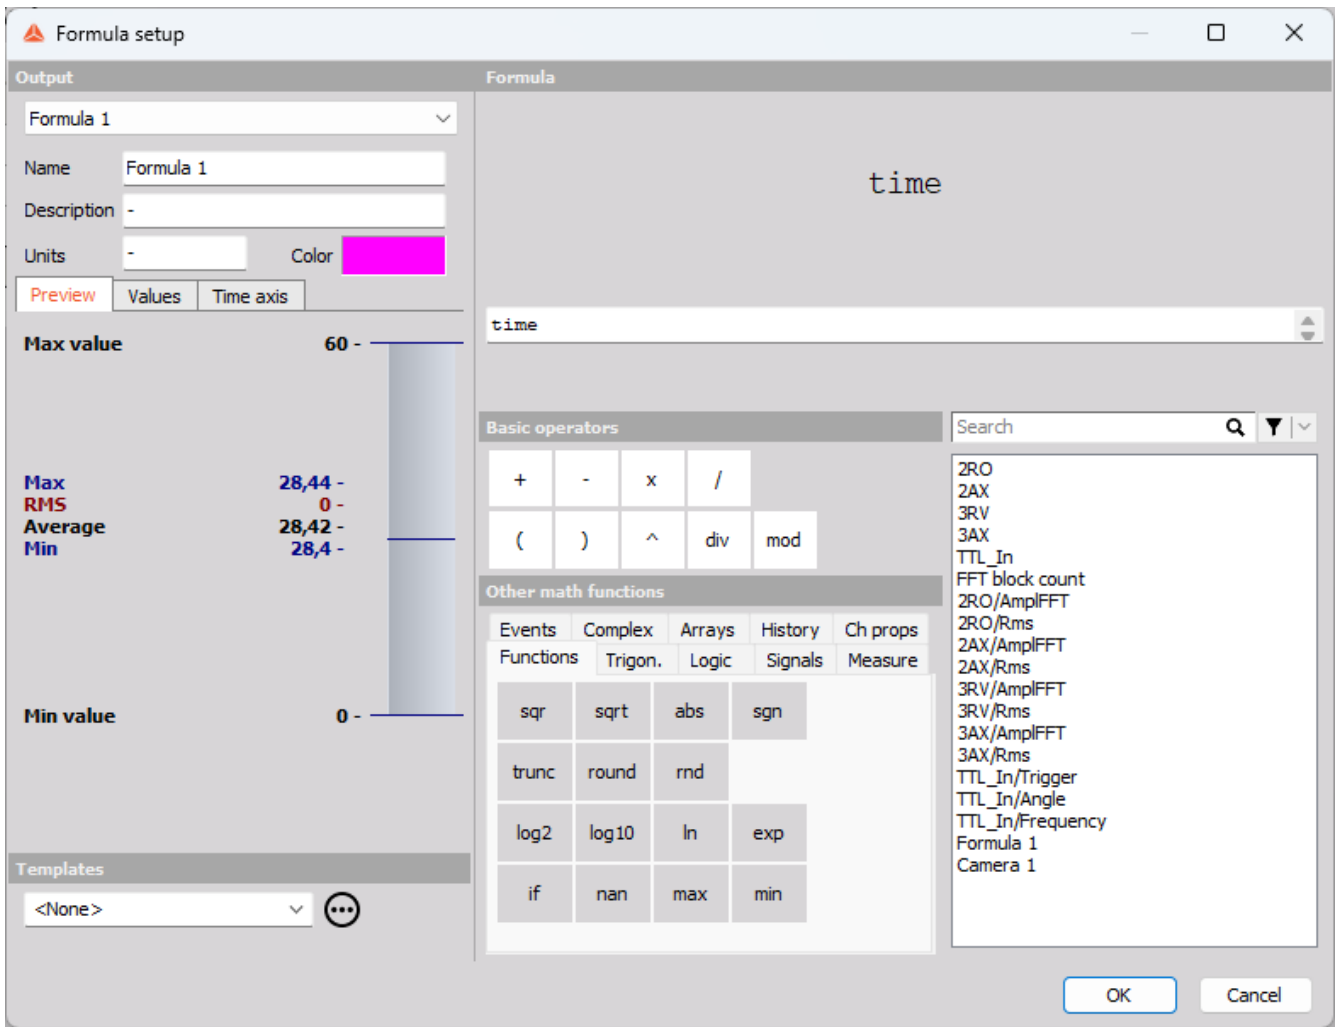 Formula setup
Output
Formula 1
Name Formula 1
Description -
Units - Color
Preview Values Time axis
Max value 60 -
Max 28,44 -
RMS 0 -
Average 28,42 -
Min 28,4 -
Min value 0 -
Templates
<None>
Formula
time
time
Basic operators
+ - x /
( ) ^ div mod
Other math functions
Events Complex Arrays History Ch props
Functions Trigon. Logic Signals Measure
sqr sqrt abs sgn
trunc round rnd
log2 log10 ln exp
if nan max min
Search
2RO
2AX
3RV
3AX
TTL_In
FFT block count
2RO/AmplFFT
2RO/Rms
2AX/AmplFFT
2AX/Rms
3RV/AmplFFT
3RV/Rms
3AX/AmplFFT
3AX/Rms
TTL_In/Trigger
TTL_In/Angle
TTL_In/Frequency
Formula 1
Camera 1
OK Cancel